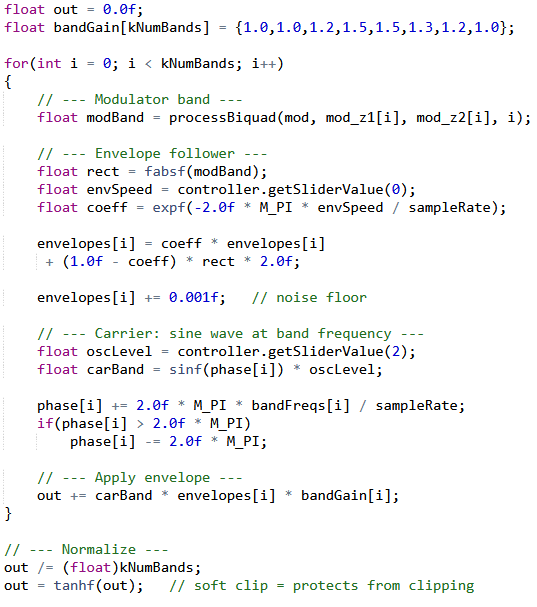 float out = 0.0f;
float bandGain[kNumBands] = {1.0,1.0,1.2,1.5,1.5,1.3,1.2,1.0};

for(int i = 0; i < kNumBands; i++)
{
    // --- Modulator band ---
    float modBand = processBiquad(mod, mod_z1[i], mod_z2[i], i);

    // --- Envelope follower ---
    float rect = fabsf(modBand);
    float envSpeed = controller.getSliderValue(0);
    float coeff = expf(-2.0f * M_PI * envSpeed / sampleRate);

    envelopes[i] = coeff * envelopes[i]
     + (1.0f - coeff) * rect * 2.0f;

    envelopes[i] += 0.001f;   // noise floor

    // --- Carrier: sine wave at band frequency ---
    float oscLevel = controller.getSliderValue(2);
    float carBand = sinf(phase[i]) * oscLevel;

    phase[i] += 2.0f * M_PI * bandFreqs[i] / sampleRate;
    if(phase[i] > 2.0f * M_PI)
        phase[i] -= 2.0f * M_PI;

    // --- Apply envelope ---
    out += carBand * envelopes[i] * bandGain[i];
}

// --- Normalize ---
out /= (float)kNumBands;
out = tanhf(out);   // soft clip = protects from clipping